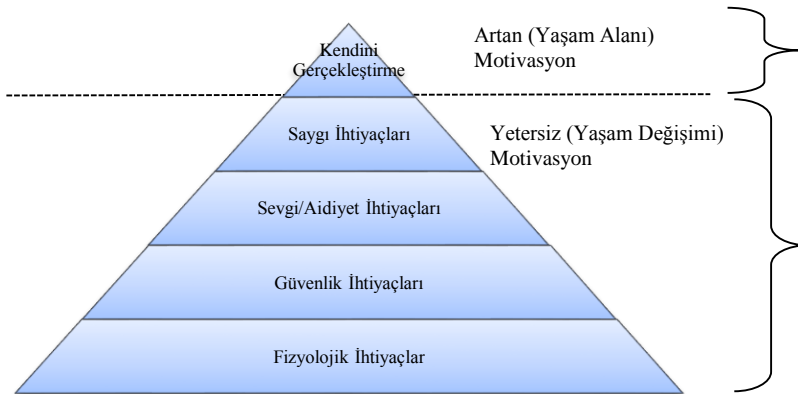 Kendini
Gerçekleştirme
Artan (Yaşam Alanı)
Motivasyon
Saygı İhtiyaçları
Yetersiz (Yaşam Değişimi)
Motivasyon
Sevgi/Aidiyet İhtiyaçları
Güvenlik İhtiyaçları
Fizyolojik İhtiyaçlar